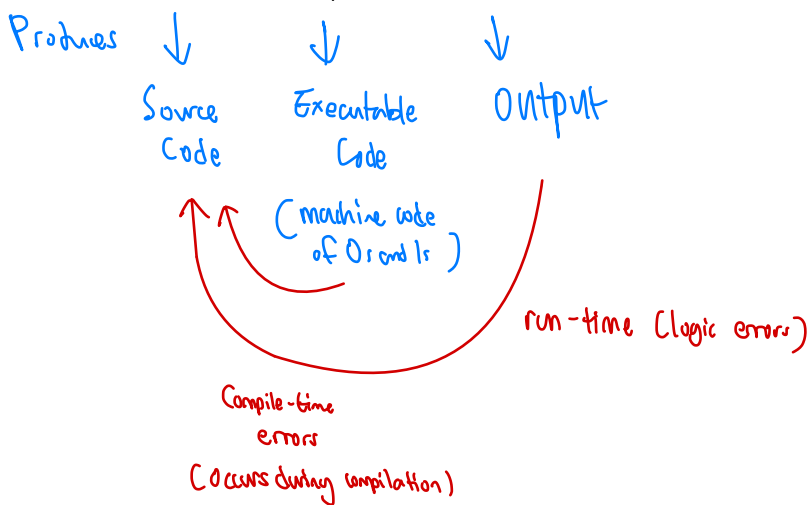 Produces
Source
Code
Executable
Code
(machine code
of 0s and 1s)
Output
run-time (logic errors)
Compile-time
errors
(Occurs during compilation)